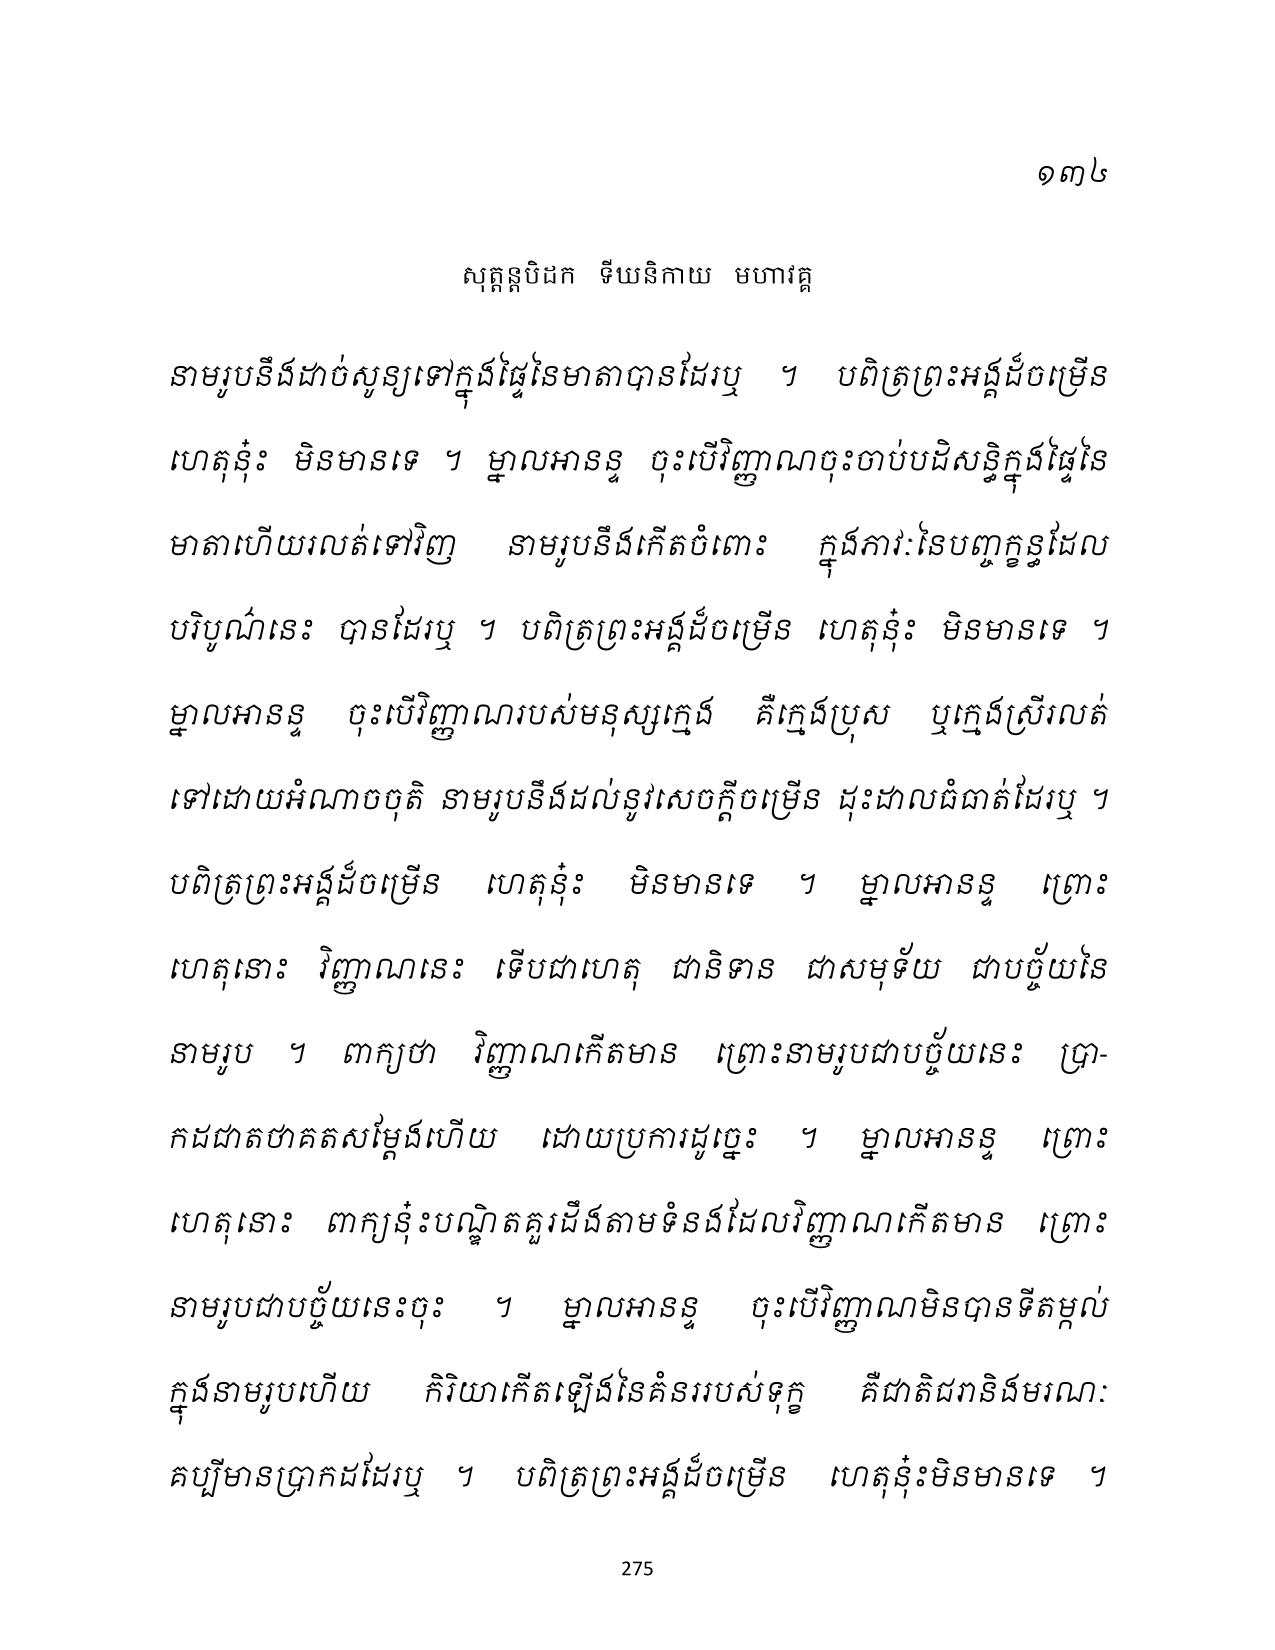 ១៣៤
សុត្តន្តបិដក ទីឃនិកាយ មហាវគ្គ
នាមរូបនឹងដាច់សូន្យទៅក្នុងផ្ទៃនៃមាតាបានដែរឬ ។ បពិត្រព្រះអង្គដ៏ចម្រើន
ហេតុនុ៎ះ មិនមានទេ ។ ម្នាលអានន្ទ ចុះបើវិញ្ញាណចុះចាប់បដិសន្ធិក្នុងផ្ទៃនៃ
មាតាហើយរលត់ទៅវិញ នាមរូបនឹងកើតចំពោះ ក្នុងភាវៈនៃបញ្ចក្ខន្ធដែល
បរិបូណ៌នេះ បានដែរឬ ។ បពិត្រព្រះអង្គដ៏ចម្រើន ហេតុនុ៎ះ មិនមានទេ ។
ម្នាលអានន្ទ ចុះបើវិញ្ញាណរបស់មនុស្សក្មេង គឺក្មេងប្រុស ឬក្មេងស្រីរលត់
ទៅដោយអំណាចចុតិ នាមរូបនឹងដល់នូវសេចក្តីចម្រើន ដុះដាលធំធាត់ដែរឬ ។
បពិត្រព្រះអង្គដ៏ចម្រើន ហេតុនុ៎ះ មិនមានទេ ។ ម្នាលអានន្ទ ព្រោះ
ហេតុនោះ វិញ្ញាណនេះ ទើបជាហេតុ ជានិទាន ជាសមុទ័យ ជាបច្ច័យនៃ
នាមរូប ។ ពាក្យថា វិញ្ញាណកើតមាន ព្រោះនាមរូបជាបច្ច័យនេះ ប្រា-
កដជាតថាគតសម្តែងហើយ ដោយប្រការដូច្នេះ ។ ម្នាលអានន្ទ ព្រោះ
ហេតុនោះ ពាក្យនុ៎ះបណ្ឌិតគួរដឹងតាមទំនងដែលវិញ្ញាណកើតមាន ព្រោះ
នាមរូបជាបច្ច័យនេះចុះ ។ ម្នាលអានន្ទ ចុះបើវិញ្ញាណមិនបានទីតម្កល់
ក្នុងនាមរូបហើយ កិរិយាកើតឡើងនៃគំនររបស់ទុក្ខ គឺជាតិជរានិងមរណៈ
គប្បីមានប្រាកដដែរឬ ។ បពិត្រព្រះអង្គដ៏ចម្រើន ហេតុនុ៎ះមិនមានទេ ។
275